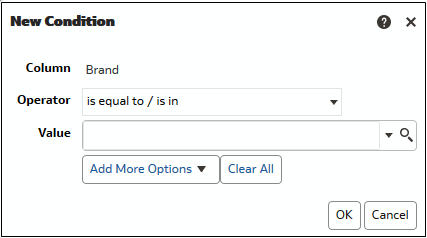 New Condition
Column Brand
Operator is equal to / is in
Value
Add More Options Clear All
OK Cancel